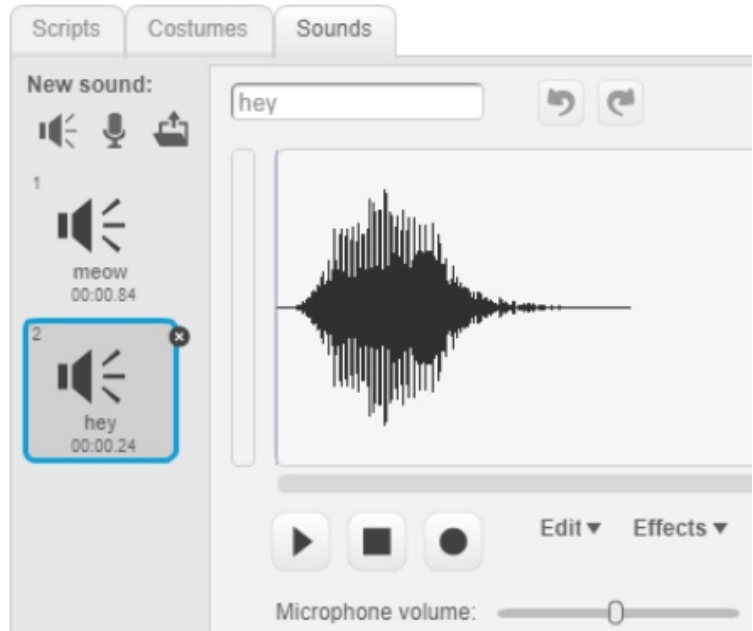 Scripts Costumes Sounds
New sound:
hey
1
meow
00:00.84
2
hey
00:00.24
Edit Effects
Microphone volume: